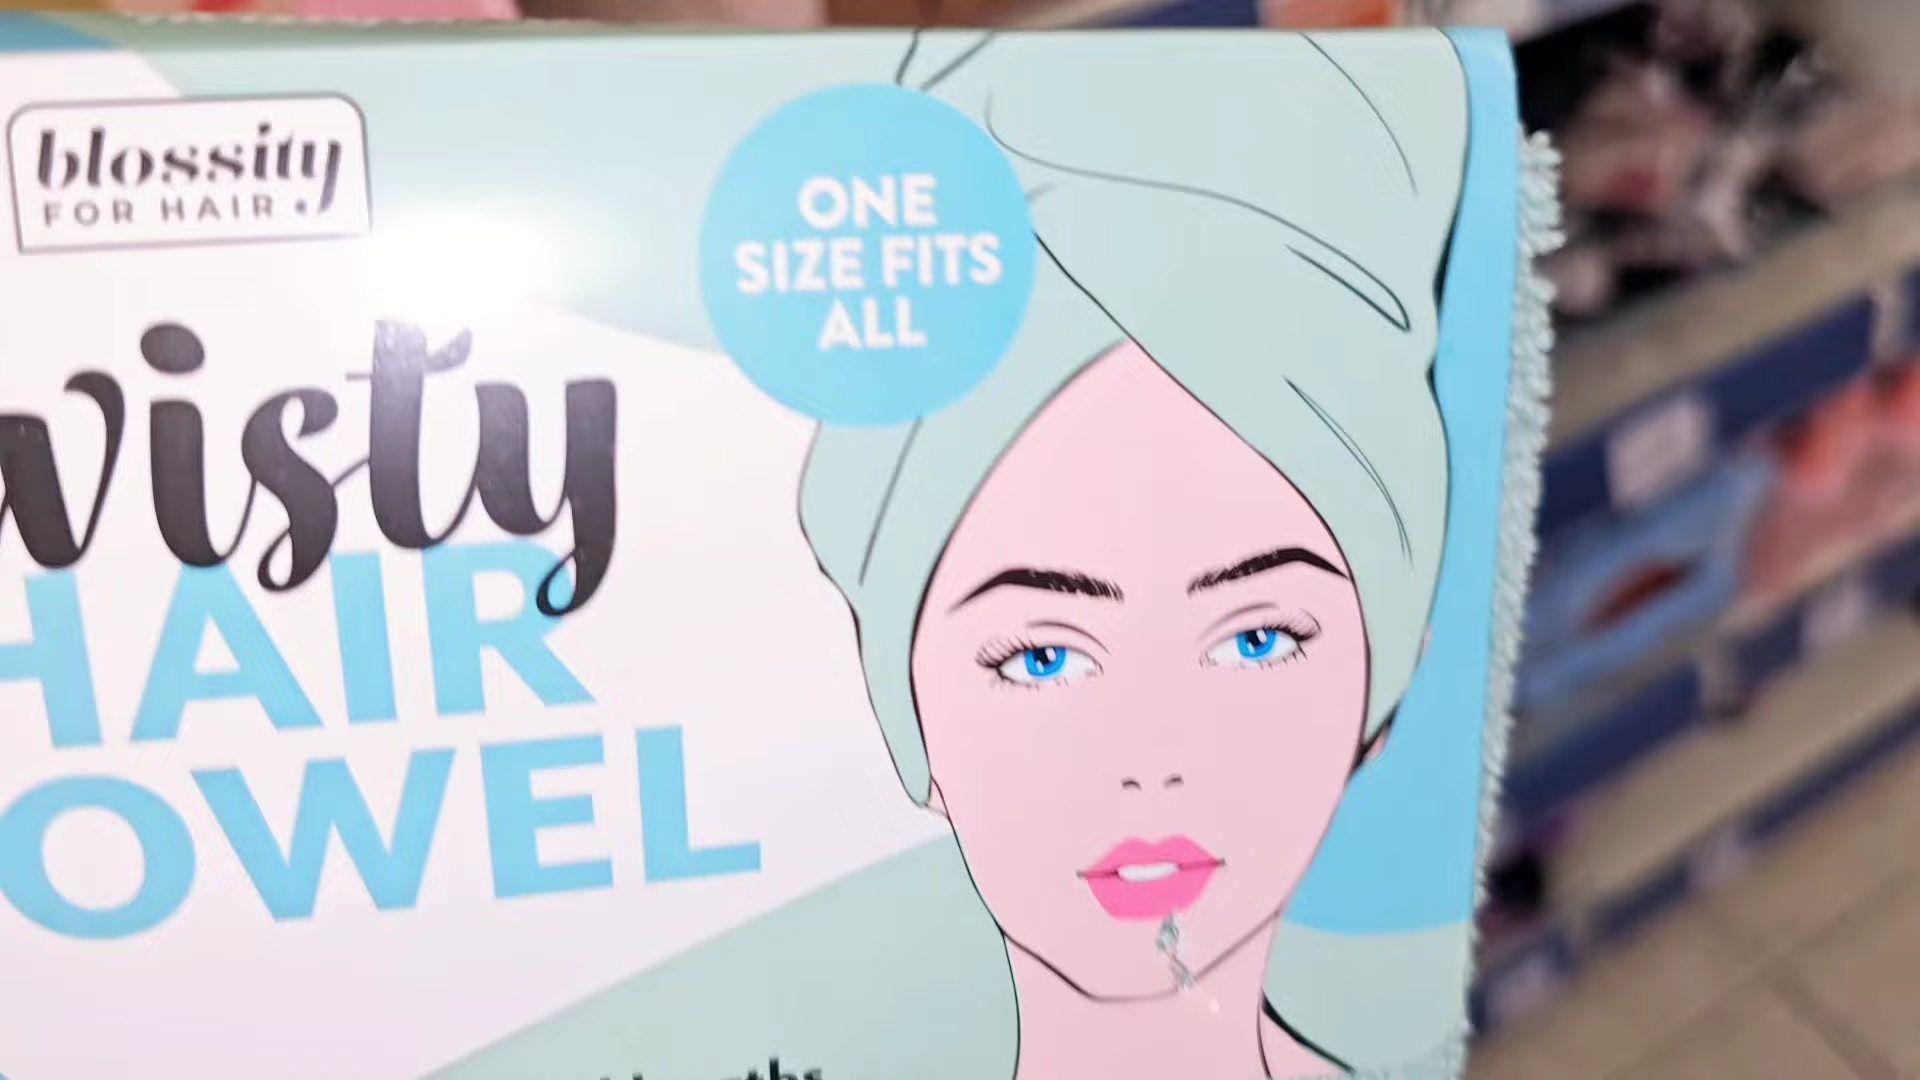 blossity
FOR HAIR
ONE
SIZE FITS
ALL
wisty
HAIR
OWEL